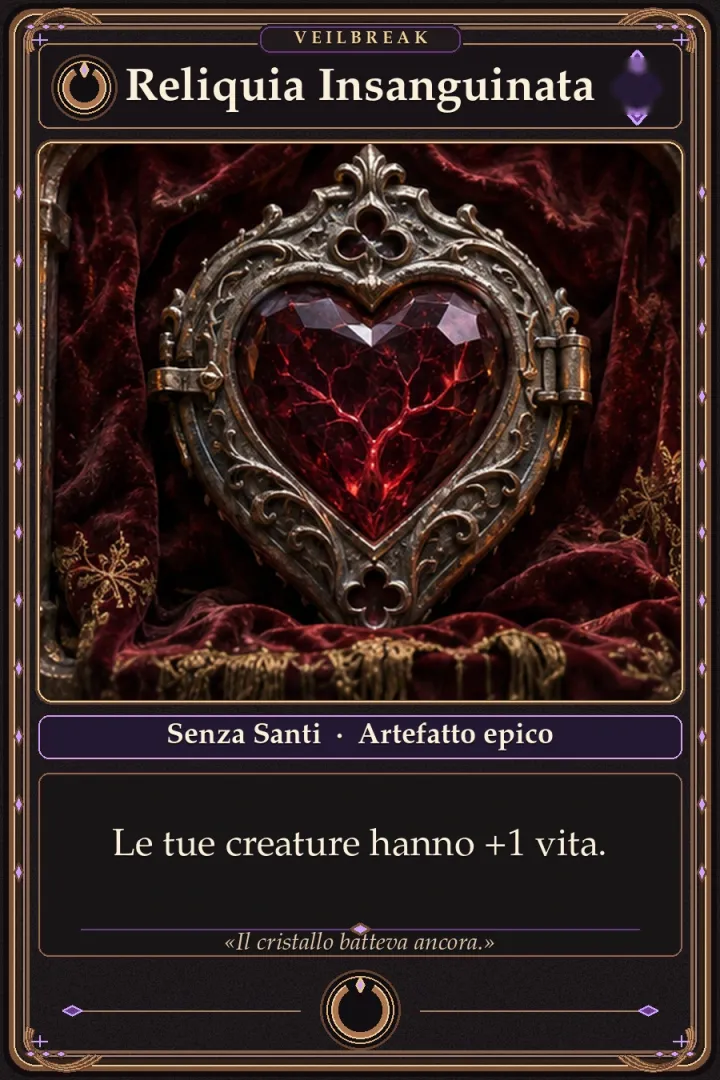 VEILBREAK
Reliquia Insanguinata
Senza Santi · Artefatto epico
Le tue creature hanno +1 vita.
«Il cristallo batteva ancora.»